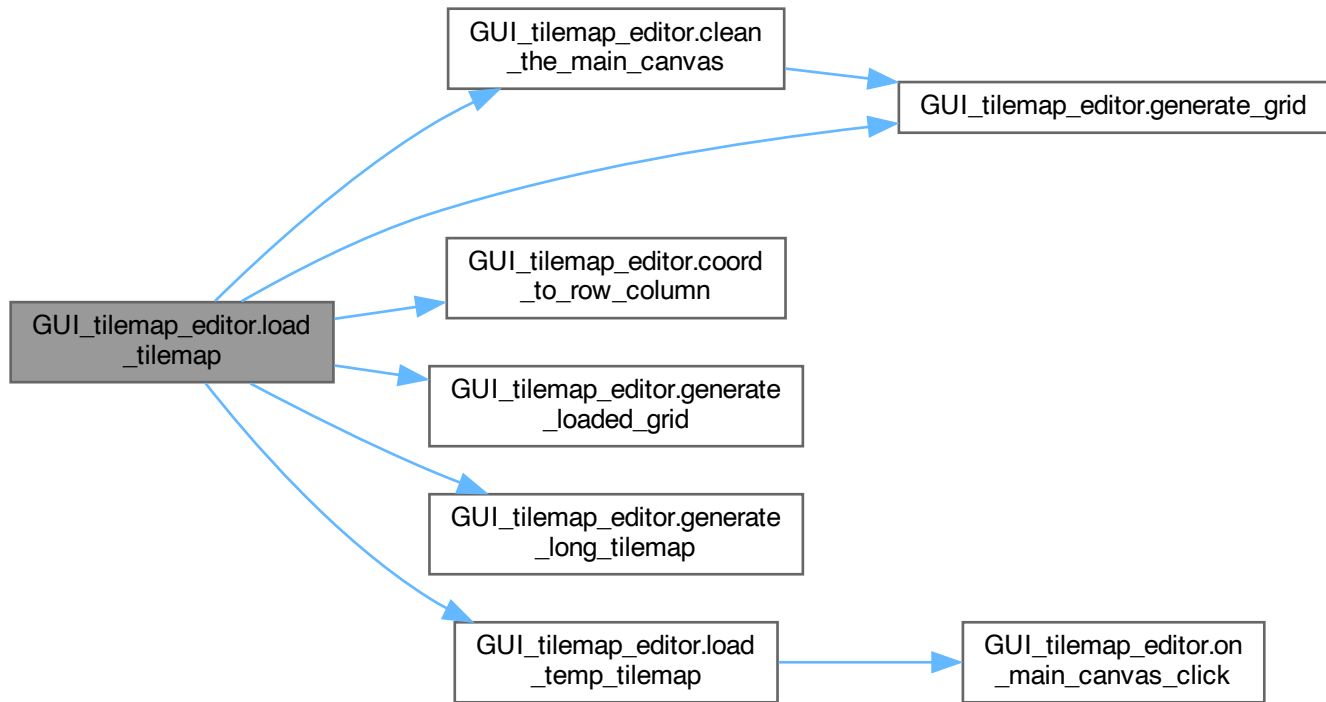 GUI_tilemap_editor.clean
_the_main_canvas
GUI_tilemap_editor.generate_grid
GUI_tilemap_editor.coord
_to_row_column
GUI_tilemap_editor.load
_tilemap
GUI_tilemap_editor.generate
_loaded_grid
GUI_tilemap_editor.generate
_long_tilemap
GUI_tilemap_editor.load
_temp_tilemap
GUI_tilemap_editor.on
_main_canvas_click